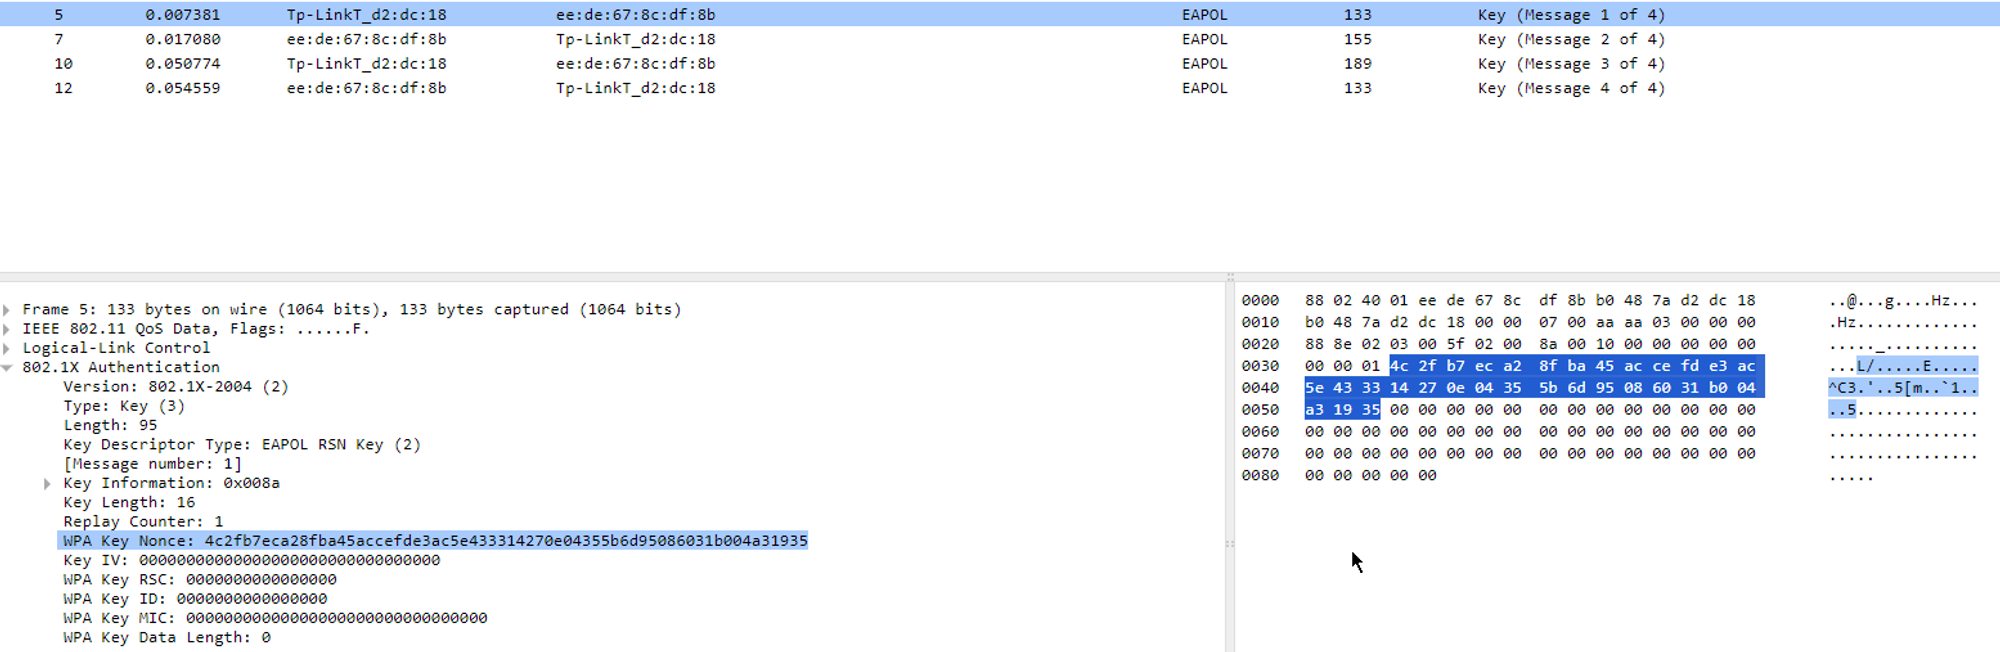 5 0.007381 Tp-LinkT_d2:dc:18 ee:de:67:8c:df:8b EAPOL 133 Key (Message 1 of 4)
7 0.017080 ee:de:67:8c:df:8b Tp-LinkT_d2:dc:18 EAPOL 155 Key (Message 2 of 4)
10 0.050774 Tp-LinkT_d2:dc:18 ee:de:67:8c:df:8b EAPOL 189 Key (Message 3 of 4)
12 0.054559 ee:de:67:8c:df:8b Tp-LinkT_d2:dc:18 EAPOL 133 Key (Message 4 of 4)
Frame 5: 133 bytes on wire (1064 bits), 133 bytes captured (1064 bits)
IEEE 802.11 QoS Data, Flags: ......F.
Logical-Link Control
802.1X Authentication
Version: 802.1X-2004 (2)
Type: Key (3)
Length: 95
Key Descriptor Type: EAPOL RSN Key (2)
[Message number: 1]
Key Information: 0x008a
Key Length: 16
Replay Counter: 1
WPA Key Nonce: 4c2fb7eca28fba45accefde3ac5e433314270e04355b6d95086031b004a31935
Key IV: 00000000000000000000000000000000
WPA Key RSC: 0000000000000000
WPA Key ID: 0000000000000000
WPA Key MIC: 00000000000000000000000000000000
WPA Key Data Length: 0
0000 88 02 40 01 ee de 67 8c df 8b b0 48 7a d2 dc 18 ..@...g....Hz...
0010 b0 48 7a d2 dc 18 00 00 07 00 aa aa 03 00 00 00 .Hz.............
0020 88 8e 02 03 00 5f 02 00 8a 00 10 00 00 00 00 00 ....._..........
0030 00 00 01 4c 2f b7 ec a2 8f ba 45 ac ce fd e3 ac ...L/.....E.....
0040 5e 43 33 14 27 0e 04 35 5b 6d 95 08 60 31 b0 04 ^C3.'..5[m..`1..
0050 a3 19 35 00 00 00 00 00 00 00 00 00 00 00 00 00 ..5.............
0060 00 00 00 00 00 00 00 00 00 00 00 00 00 00 00 00 ................
0070 00 00 00 00 00 00 00 00 00 00 00 00 00 00 00 00 ................
0080 00 00 00 00 00 .....